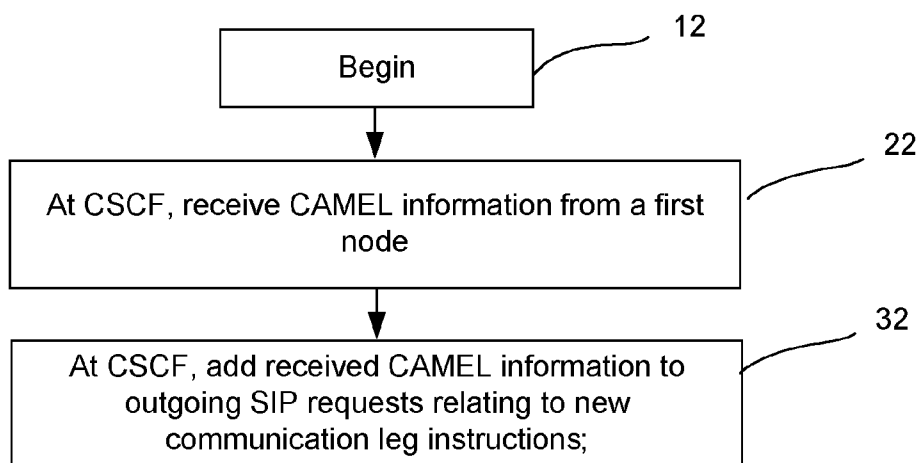 12
Begin
22
At CSCF, receive CAMEL information from a first
node
32
At CSCF, add received CAMEL information to
outgoing SIP requests relating to new
communication leg instructions;